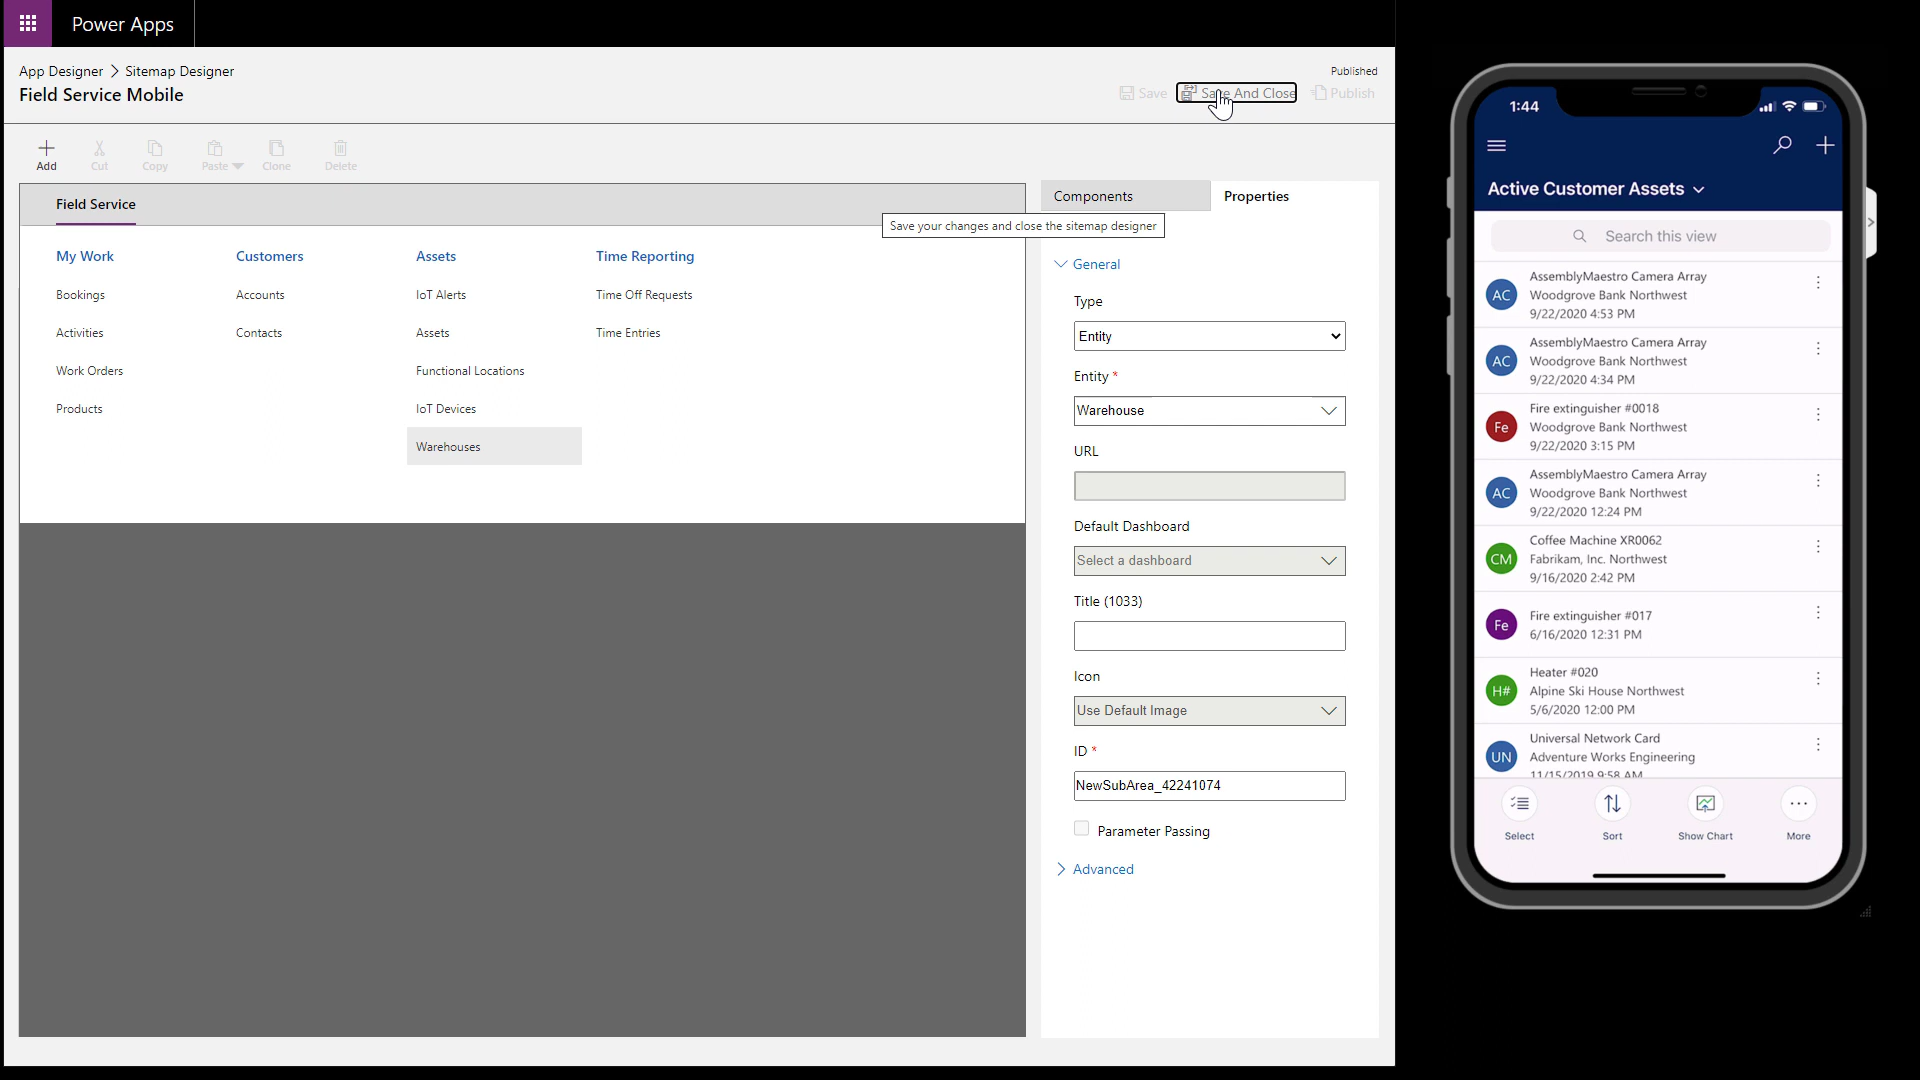 Power Apps
App Designer > Sitemap Designer
Field Service Mobile
Published
Save
Save And Close
Publish
Add
Cut
Copy
Paste
Clone
Delete
Field Service
Save your changes and close the sitemap designer
My Work
Bookings
Activities
Work Orders
Products
Customers
Accounts
Contacts
Assets
IoT Alerts
Assets
Functional Locations
IoT Devices
Warehouses
Time Reporting
Time Off Requests
Time Entries
Components
Properties
General
Type
Entity
Entity *
Warehouse
URL
Default Dashboard
Select a dashboard
Title (1033)
Icon
Use Default Image
ID *
NewSubArea_42241074
Parameter Passing
Advanced
1:44
Active Customer Assets
Search this view
AC
AssemblyMaestro Camera Array
Woodgrove Bank Northwest
9/22/2020 4:53 PM
AC
AssemblyMaestro Camera Array
Woodgrove Bank Northwest
9/22/2020 4:34 PM
Fe
Fire extinguisher #0018
Woodgrove Bank Northwest
9/22/2020 3:15 PM
AC
AssemblyMaestro Camera Array
Woodgrove Bank Northwest
9/22/2020 12:24 PM
CM
Coffee Machine XR0062
Fabrikam, Inc. Northwest
9/16/2020 2:42 PM
Fe
Fire extinguisher #017
6/16/2020 12:31 PM
H#
Heater #020
Alpine Ski House Northwest
5/6/2020 12:00 PM
UN
Universal Network Card
Adventure Works Engineering
11/15/2019 9:58 AM
Select
Sort
Show Chart
More